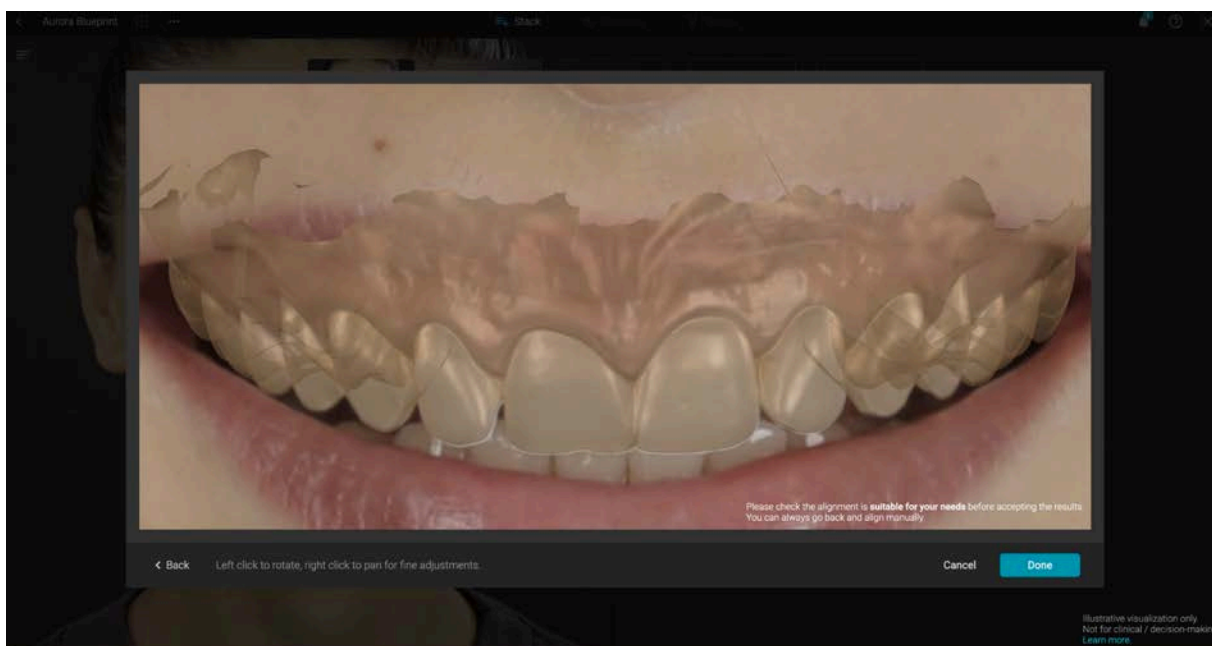 Aurora Blueprint
Stack
Please check the alignment is suitable for your needs before accepting the results.
You can always go back and align manually
Back
Left click to rotate, right click to pan for fine adjustments.
Cancel
Done
Illustrative visualization only
Not for clinical / decision-makin
Learn more.